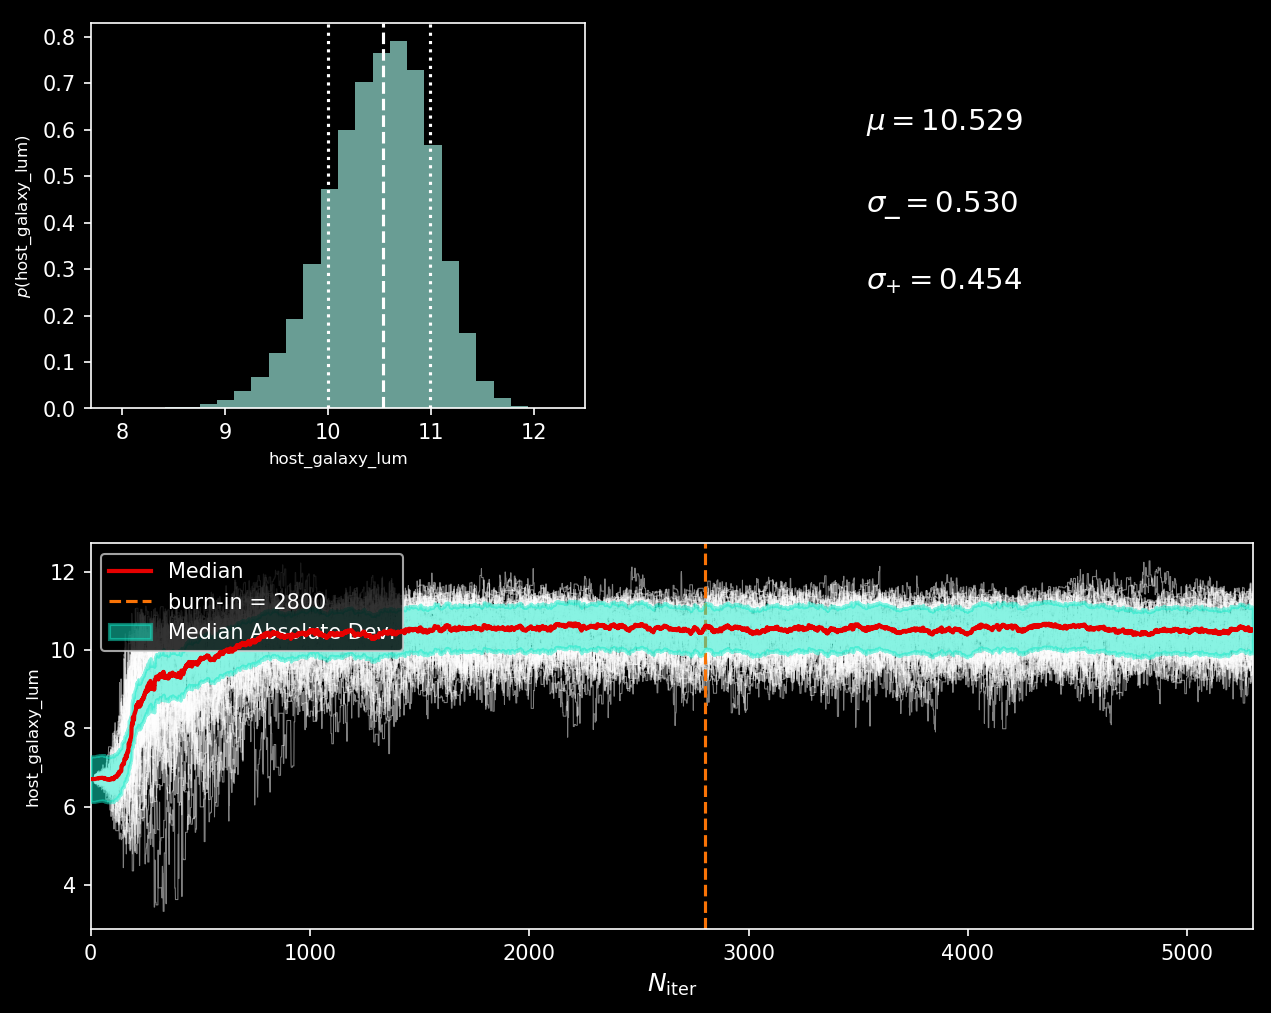 0.8
0.7
0.6
0.5
0.4
0.3
0.2
0.1
0.0
p(host_galaxy_lum)
8 9 10 11 12
host_galaxy_lum
μ = 10.529
σ_ = 0.530
σ+ = 0.454
Median
burn-in = 2800
Median Absolute Dev.
12
10
8
6
4
host_galaxy_lum
0 1000 2000 3000 4000 5000
Niter